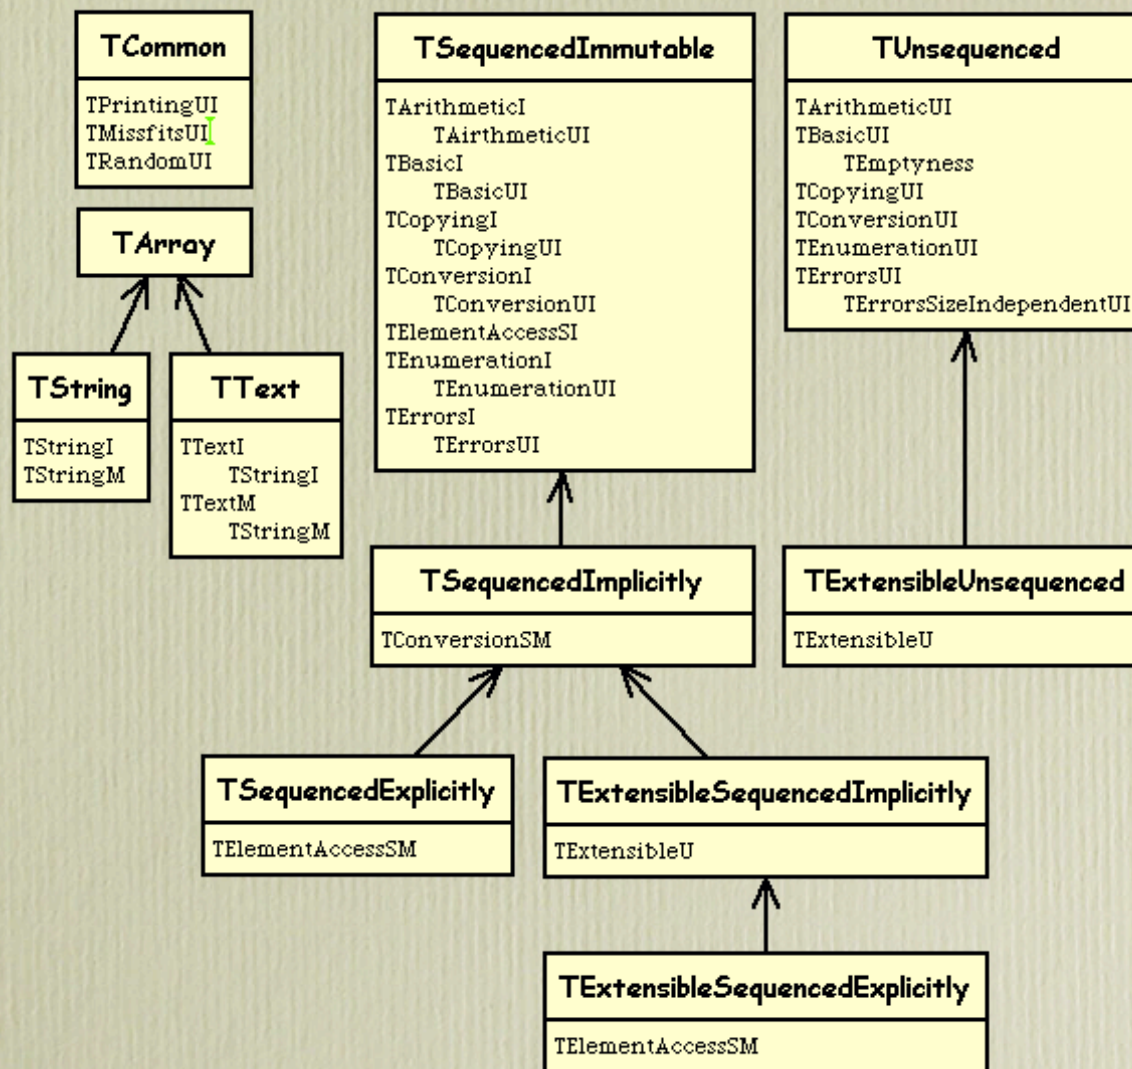 TCommon
TPrintingUI
TMissfitsUI
TRandomUI
TArray
TString
TStringI
TStringM
TText
TTextI
TStringI
TTextM
TStringM
TSequencedImmutable
TArithmeticI
TAirthmeticUI
TBasicI
TBasicUI
TCopyingI
TCopyingUI
TConversionI
TConversionUI
TElementAccessSI
TEnumerationI
TEnumerationUI
TErrorsI
TErrorsUI
TUnsequenced
TArithmeticUI
TBasicUI
TEmptyness
TCopyingUI
TConversionUI
TEnumerationUI
TErrorsUI
TErrorsSizeIndependentUI
TSequencedImplicitly
TConversionSM
TExtensibleUnsequenced
TExtensibleU
TSequencedExplicitly
TElementAccessSM
TExtensibleSequencedImplicitly
TExtensibleU
TExtensibleSequencedExplicitly
TElementAccessSM